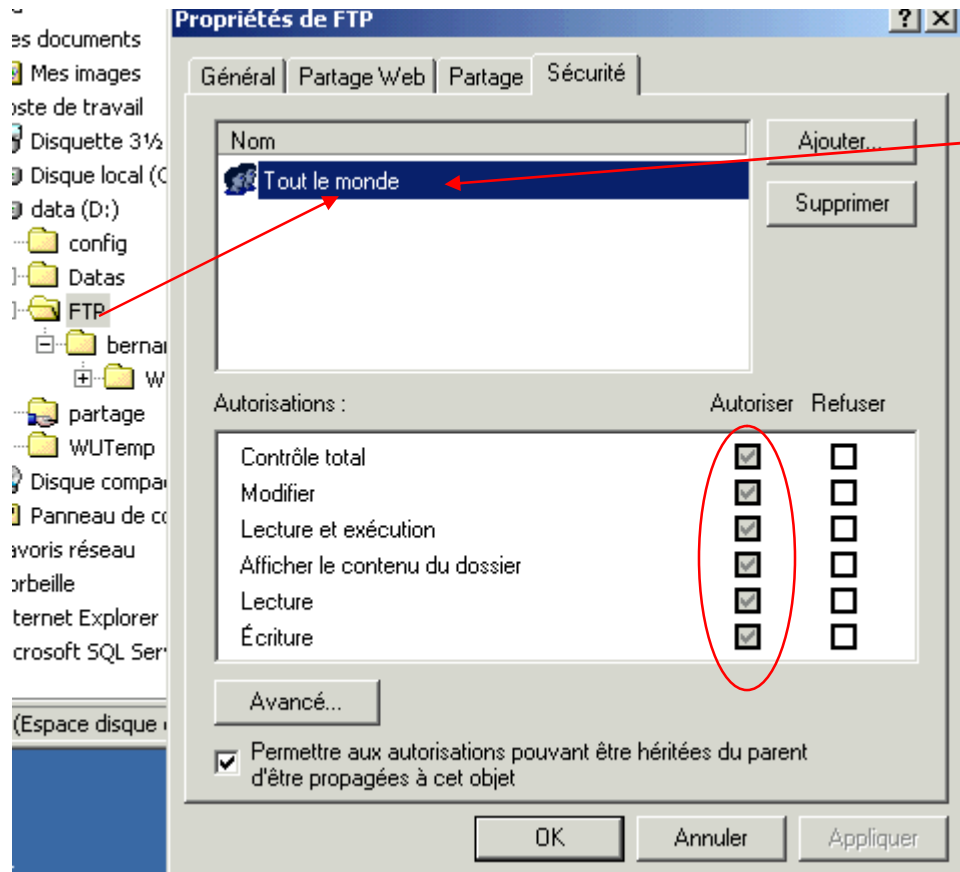 Propriétés de FTP
es documents
Mes images
oste de travail
Disquette 3½
Disque local (C
data (D:)
config
Datas
FTP
bernar
W
partage
WUTemp
Disque compa
Panneau de co
avoris réseau
orbeille
ternet Explorer
crosoft SQL Ser
(Espace disque
Général Partage Web Partage Sécurité
Nom
Tout le monde
Ajouter...
Supprimer
Autorisations : Autoriser Refuser
Contrôle total
Modifier
Lecture et exécution
Afficher le contenu du dossier
Lecture
Écriture
Avancé...
Permettre aux autorisations pouvant être héritées du parent
d'être propagées à cet objet
OK Annuler Appliquer